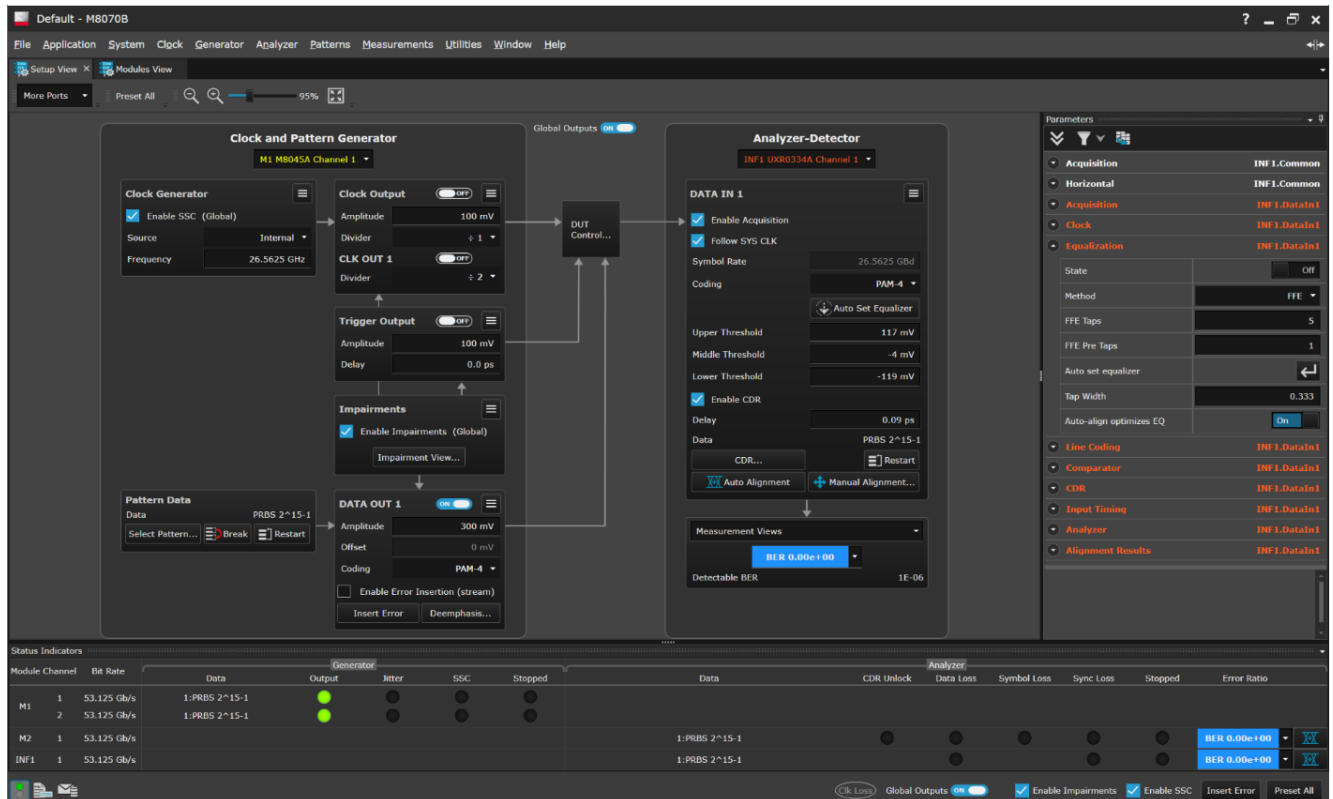 Default - M8070B
? _ x
File Application System Clock Generator Analyzer Patterns Measurements Utilities Window Help
Setup View × Modules View
More Ports Preset All 95%
Global Outputs ON
Clock and Pattern Generator
M1 M8045A Channel 1
Clock Generator
Enable SSC (Global)
Source Internal
Frequency 26.5625 GHz
Clock Output OFF
Amplitude 100 mV
Divider ÷ 1
CLK OUT 1 OFF
Divider ÷ 2
Trigger Output OFF
Amplitude 100 mV
Delay 0.0 ps
Impairments
Enable Impairments (Global)
Impairment View...
Pattern Data
Data PRBS 2^15-1
Select Pattern... Break Restart
DATA OUT 1 ON
Amplitude 300 mV
Offset 0 mV
Coding PAM-4
Enable Error Insertion (stream)
Insert Error Deemphasis...
DUT
Control...
Analyzer-Detector
INF1 UXR0334A Channel 1
DATA IN 1
Enable Acquisition
Follow SYS CLK
Symbol Rate 26.5625 GBd
Coding PAM-4
Auto Set Equalizer
Upper Threshold 117 mV
Middle Threshold -4 mV
Lower Threshold -119 mV
Enable CDR
Delay 0.09 ps
Data PRBS 2^15-1
CDR... Restart
Auto Alignment Manual Alignment...
Measurement Views
BER 0.00e+00
Detectable BER 1E-06
Parameters
Acquisition INF1.Common
Horizontal INF1.Common
Acquisition INF1.DataIn1
Clock INF1.DataIn1
Equalization INF1.DataIn1
State Off
Method FFE
FFE Taps 5
FFE Pre Taps 1
Auto set equalizer
Tap Width 0.333
Auto-align optimizes EQ On
Line Coding INF1.DataIn1
Comparator INF1.DataIn1
CDR INF1.DataIn1
Input Timing INF1.DataIn1
Analyzer INF1.DataIn1
Alignment Results INF1.DataIn1
Status Indicators
Generator Analyzer
Module Channel Bit Rate Data Output Jitter SSC Stopped Data CDR Unlock Data Loss Symbol Loss Sync Loss Stopped Error Ratio
M1 1 53.125 Gb/s 1:PRBS 2^15-1
2 53.125 Gb/s 1:PRBS 2^15-1
M2 1 53.125 Gb/s 1:PRBS 2^15-1 BER 0.00e+00
INF1 1 53.125 Gb/s 1:PRBS 2^15-1 BER 0.00e+00
Clk Loss Global Outputs ON Enable Impairments Enable SSC Insert Error Preset All